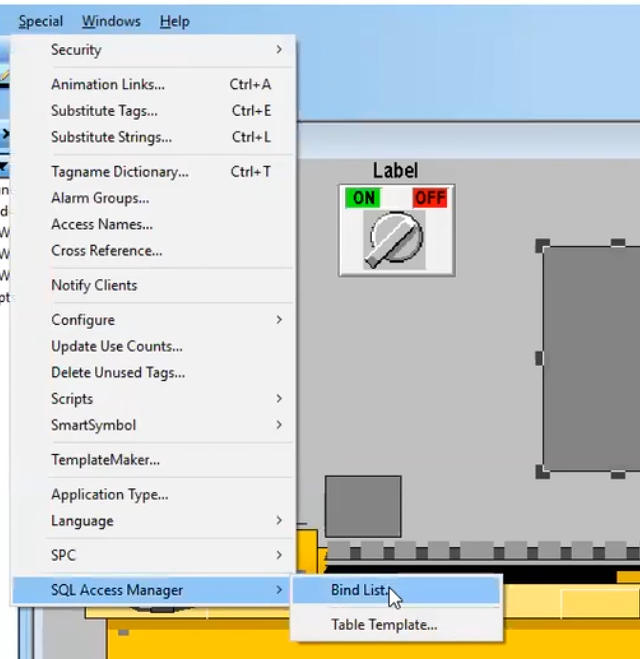 Special Windows Help
Security
Animation Links... Ctrl+A
Substitute Tags... Ctrl+E
Substitute Strings... Ctrl+L
Tagname Dictionary... Ctrl+T
Alarm Groups...
Access Names...
Cross Reference...
Notify Clients
Configure
Update Use Counts...
Delete Unused Tags...
Scripts
SmartSymbol
TemplateMaker...
Application Type...
Language
SPC
SQL Access Manager
Bind List...
Table Template...
Label
ON OFF